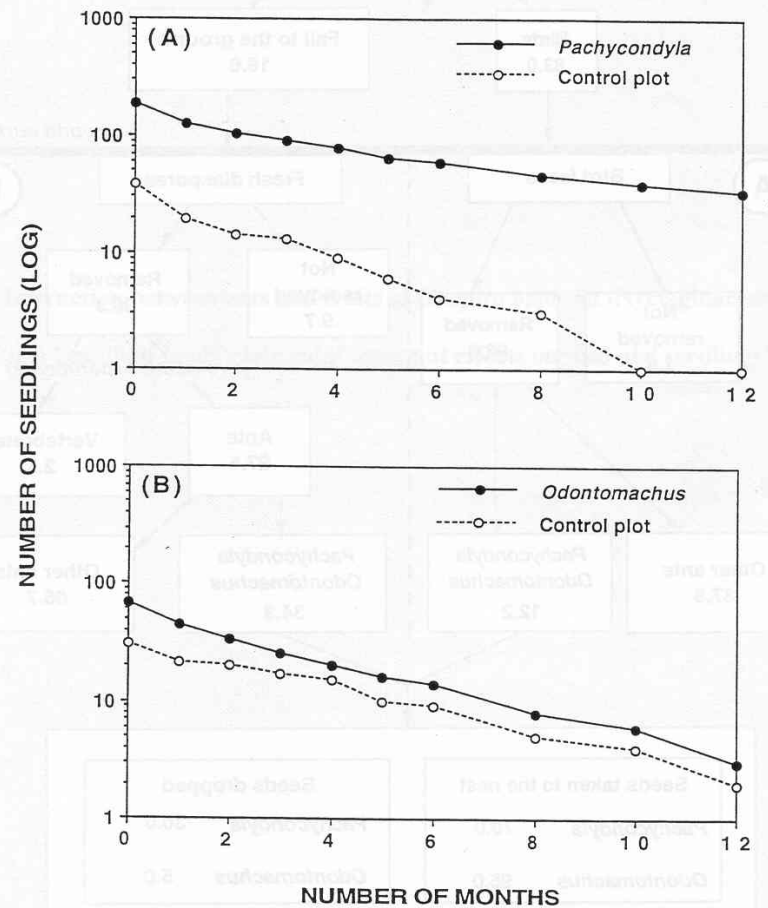 1000
(A)
Pachycondyla
Control plot
100
10
1
0 2 4 6 8 10 12
NUMBER OF SEEDLINGS (LOG)
1000
(B)
Odontomachus
Control plot
100
10
1
0 2 4 6 8 10 12
NUMBER OF MONTHS